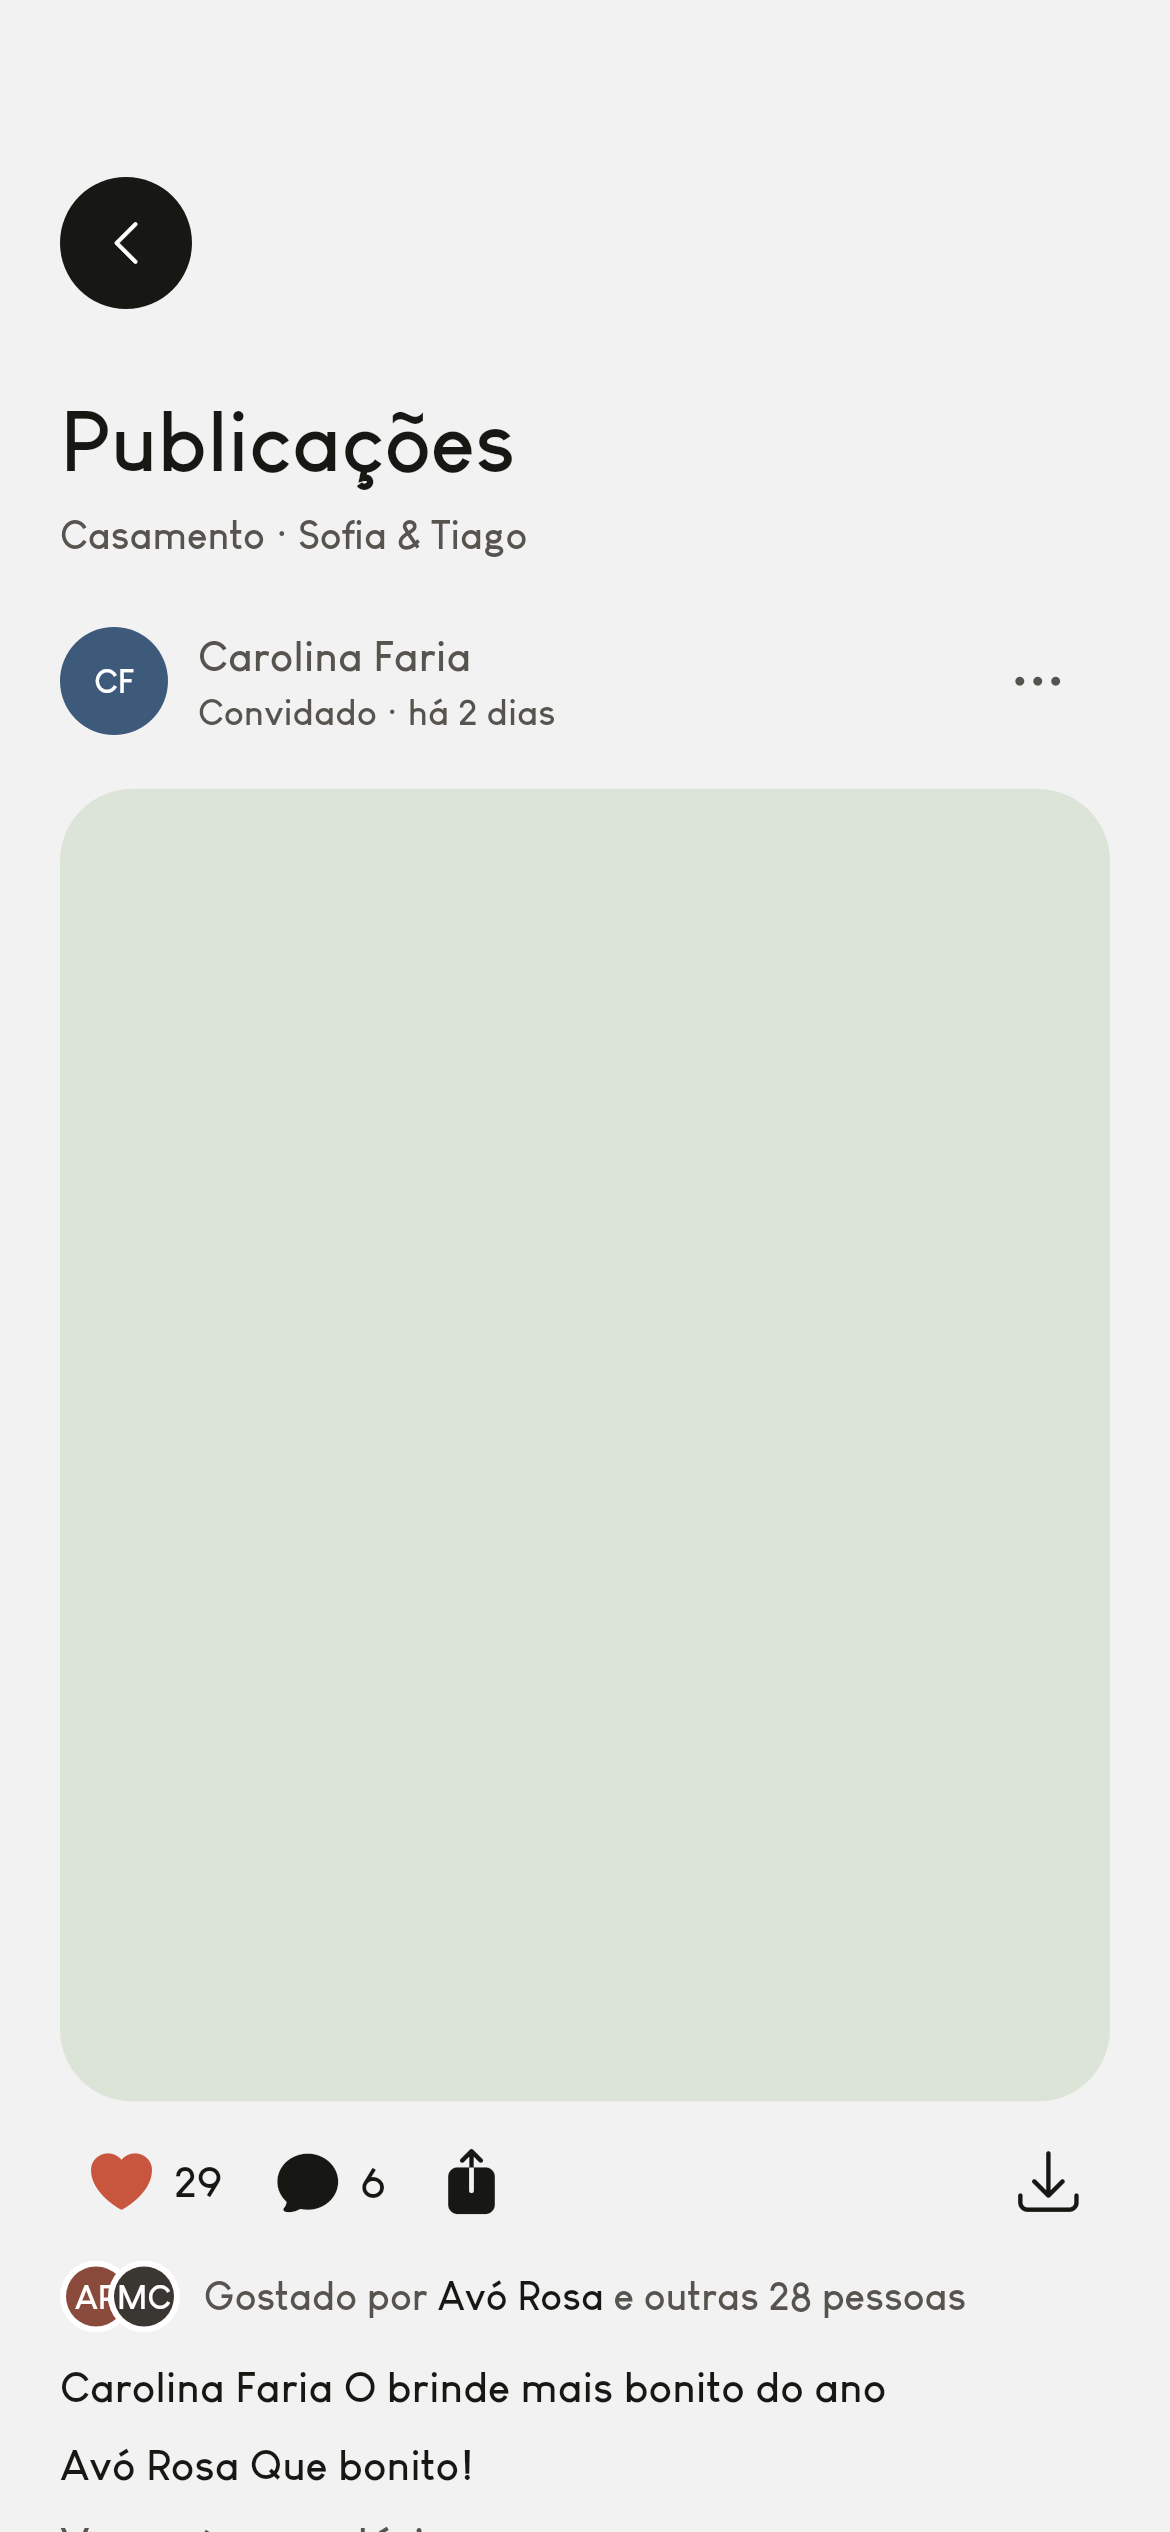 Publicações
Casamento · Sofia & Tiago
CF
Carolina Faria
Convidado · há 2 dias
29
6
MC
Gostado por Avó Rosa e outras 28 pessoas
Carolina Faria O brinde mais bonito do ano
Avó Rosa Que bonito!